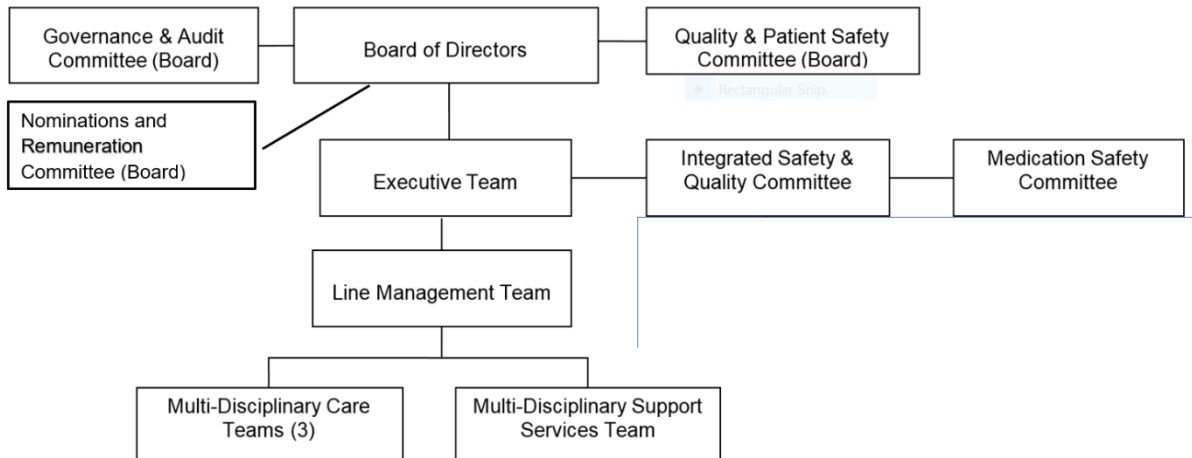 Governance & Audit
Committee (Board)
Board of Directors
Quality & Patient Safety
Committee (Board)
Rectangular Snip
Nominations and
Remuneration
Committee (Board)
Executive Team
Integrated Safety &
Quality Committee
Medication Safety
Committee
Line Management Team
Multi-Disciplinary Care
Teams (3)
Multi-Disciplinary Support
Services Team